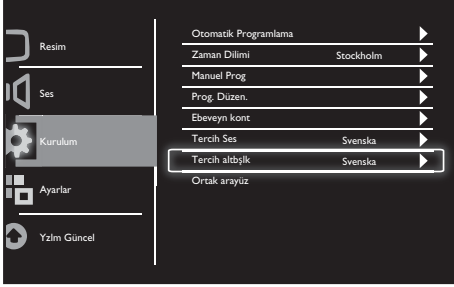 Resim
Ses
Kurulum
Ayarlar
Yzlm Güncel
Otomatik Programlama
Zaman Dilimi Stockholm
Manuel Prog
Prog. Düzen.
Ebeveyn kont
Tercih Ses Svenska
Tercih altbşlk Svenska
Ortak arayüz